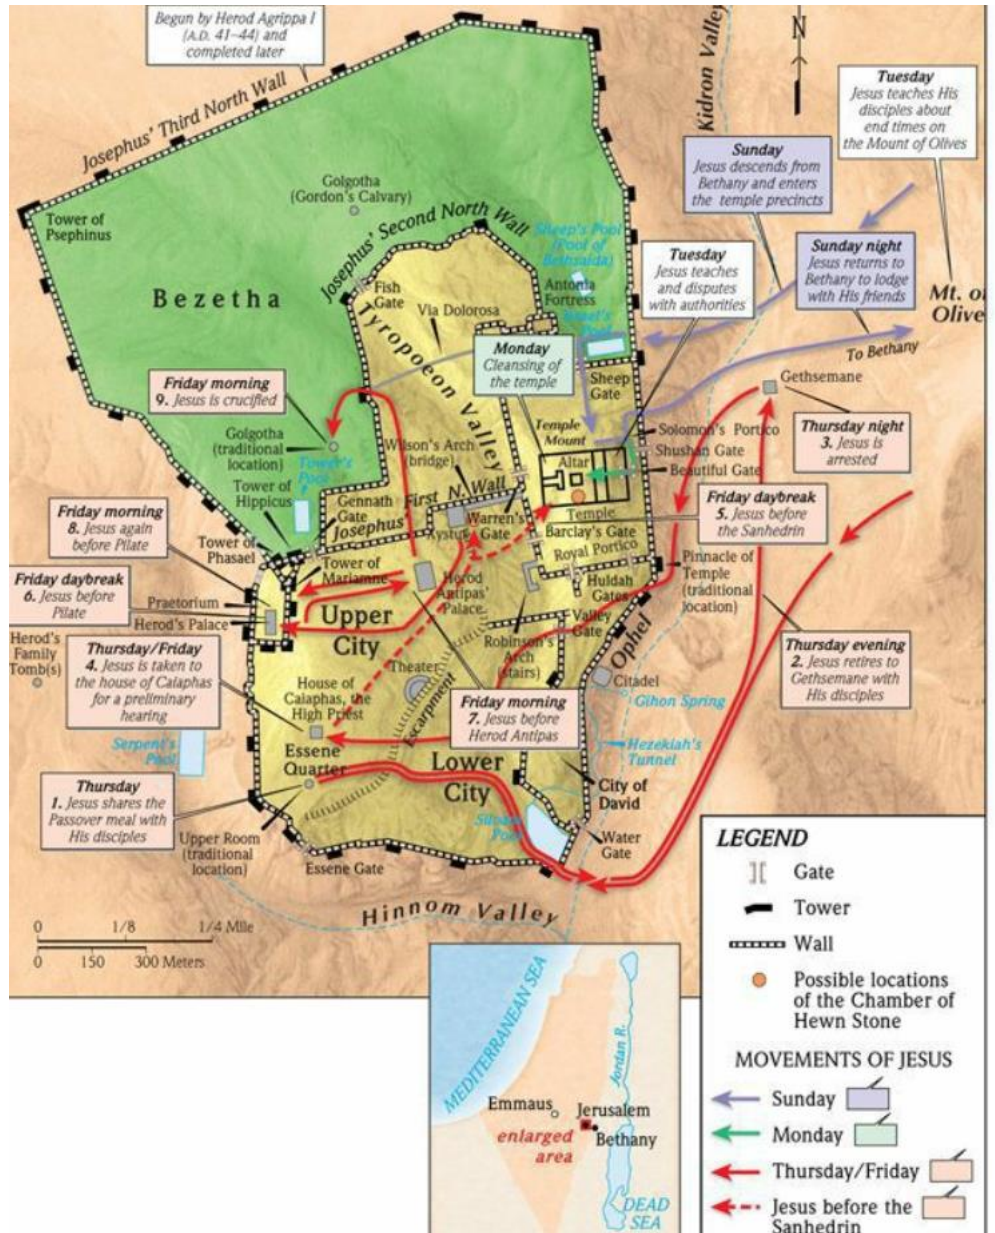 Begun by Herod Agrippa I
(A.D. 41–44) and
completed later
Josephus' Third North Wall
Kidron Valley
N
Tuesday
Jesus teaches His
disciples about
end times on
the Mount of Olives
Sunday
Jesus descends from
Bethany and enters
the temple precincts
Golgotha
(Gordon's Calvary)
Tower of
Psephinus
Josephus' Second North Wall
Sheep's Pool
(Pool of
Bethsaida)
Tuesday
Jesus teaches
and disputes
with authorities
Sunday night
Jesus returns to
Bethany to lodge
with His friends
Mt. of
Olive
Bezetha
Fish
Gate
Antonia
Fortress
Israel's
Pool
Via Dolorosa
Tyropoeon Valley
Monday
Cleansing of
the temple
To Bethany
Sheep
Gate
Gethsemane
Friday morning
9. Jesus is crucified
Thursday night
3. Jesus is
arrested
Golgotha
(traditional
location)
Tower's
Pool
Wilson's Arch
(bridge)
Temple
Mount
Altar
Solomon's Portico
Shushan Gate
Beautiful Gate
Tower of
Hippicus
Gennath
Gate
Josephus' First N. Wall
Xystus
Warren's
Gate
Temple
Barclay's Gate
Royal Portico
Friday daybreak
5. Jesus before
the Sanhedrin
Friday morning
8. Jesus again
before Pilate
Tower of
Phasael
Tower of
Mariamne
Herod
Antipas'
Palace
Huldah
Gates
Pinnacle of
Temple
(traditional
location)
Friday daybreak
6. Jesus before
Pilate
Praetorium
Herod's Palace
Upper
City
Valley
Gate
Robinson's
Arch
(stairs)
Ophel
Herod's
Family
Tomb(s)
Thursday/Friday
4. Jesus is taken to
the house of Caiaphas
for a preliminary
hearing
Theater
House of
Caiaphas, the
High Priest
Escarpment
Friday morning
7. Jesus before
Herod Antipas
Citadel
Gihon Spring
Thursday evening
2. Jesus retires to
Gethsemane with
His disciples
Serpent's
Pool
Essene
Quarter
Lower
City
Hezekiah's
Tunnel
City of
David
Thursday
1. Jesus shares the
Passover meal with
His disciples
Upper Room
(traditional
location)
Essene Gate
Siloam
Pool
Water
Gate
Hinnom Valley
0 1/8 1/4 Mile
0 150 300 Meters
LEGEND
Gate
Tower
Wall
Possible locations
of the Chamber of
Hewn Stone
MOVEMENTS OF JESUS
Sunday
Monday
Thursday/Friday
Jesus before the
Sanhedrin
MEDITERRANEAN SEA
Jordan R.
Emmaus
Jerusalem
enlarged
area
Bethany
DEAD
SEA